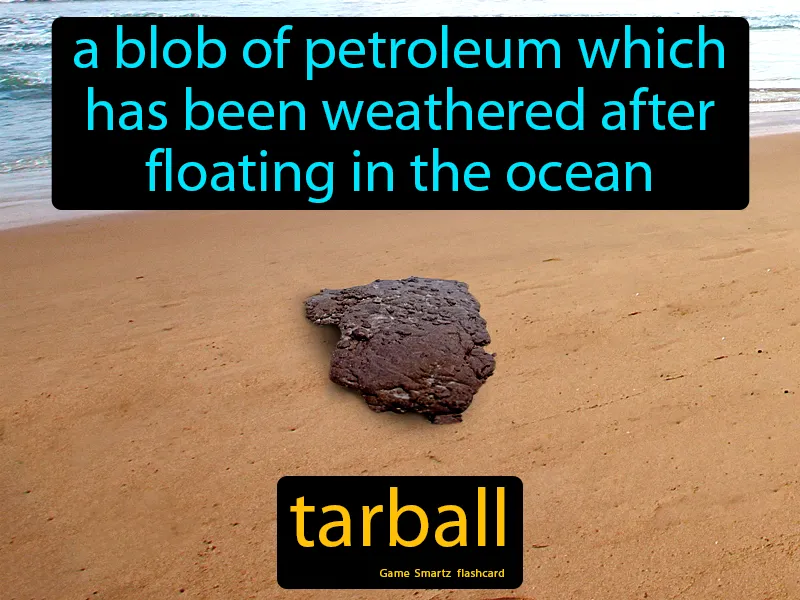 a blob of petroleum which
has been weathered after
floating in the ocean
tarball
Game Smartz flashcard